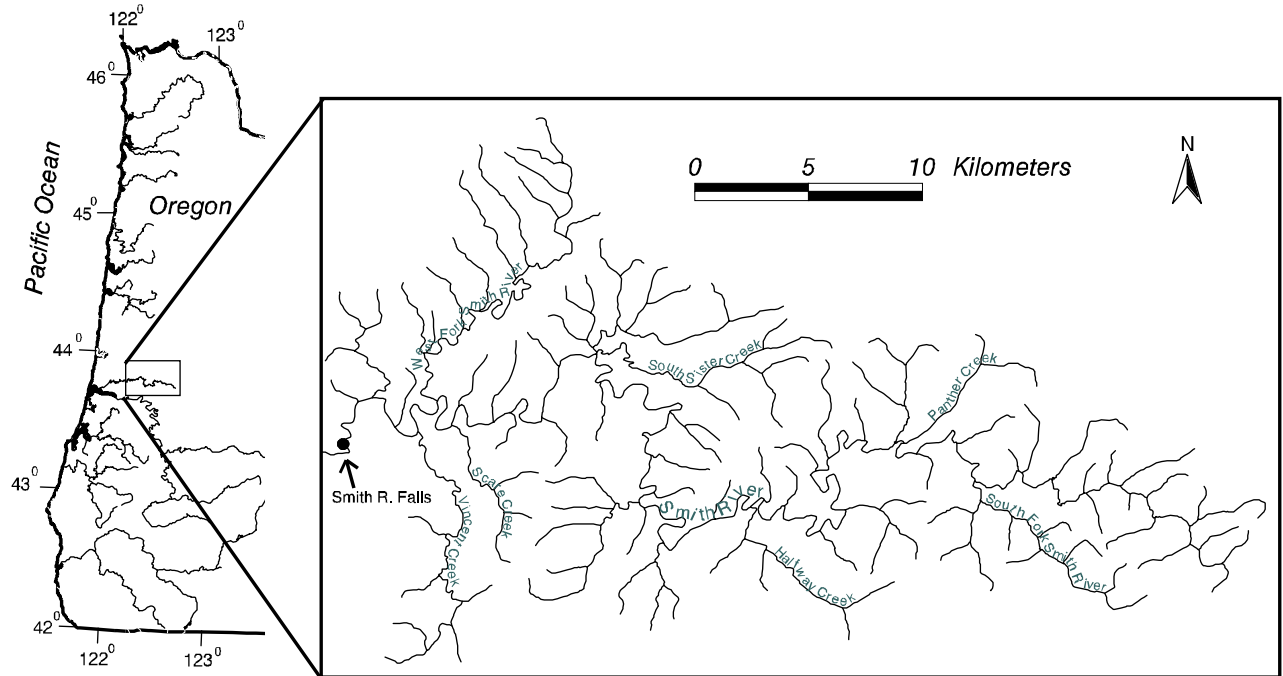 122⁰
123⁰
46⁰
Pacific Ocean
Oregon
45⁰
44⁰
43⁰
42⁰
122⁰
123⁰
0 5 10 Kilometers
N
West Fork Smith River
South Sister Creek
Panther Creek
Smith R. Falls
Scare Creek
Vincent Creek
Smith River
Halfway Creek
South Fork Smith River